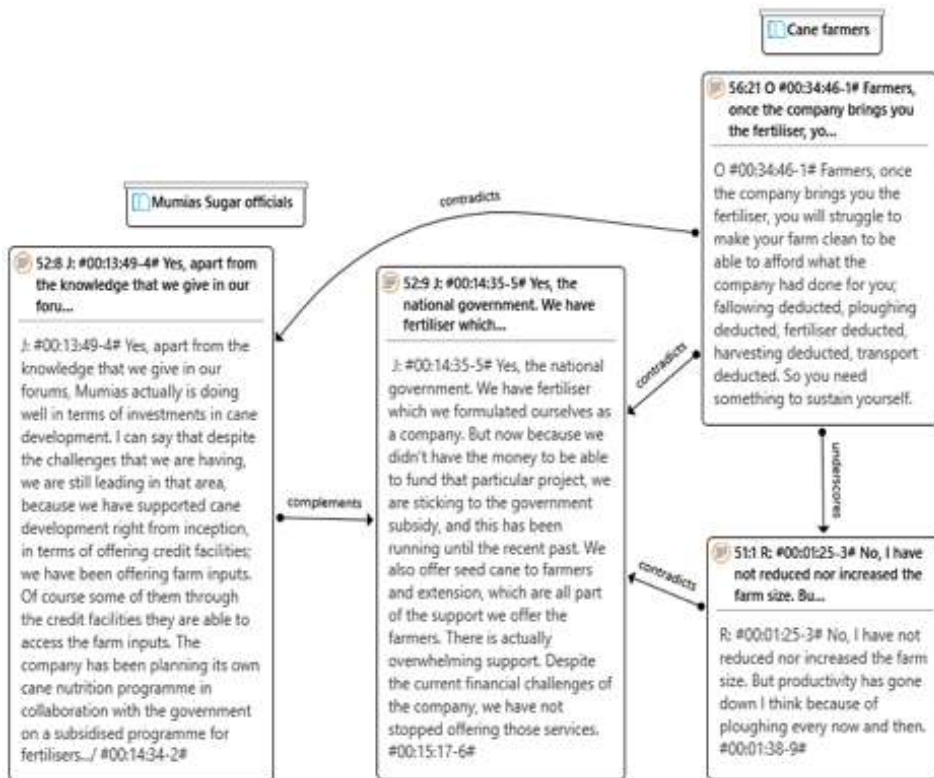 Cane farmers
56:21 O #00:34:46-1# Farmers,
once the company brings you
the fertiliser, yo...
O #00:34:46-1# Farmers, once
the company brings you the
fertiliser, you will struggle to
make your farm clean to be
able to afford what the
company had done for you;
fallowing deducted, ploughing
deducted, fertiliser deducted,
harvesting deducted, transport
deducted. So you need
something to sustain yourself.
contradicts
Mumias Sugar officials
52:8 J: #00:13:49-4# Yes, apart from
the knowledge that we give in our
foru...
J: #00:13:49-4# Yes, apart from the
knowledge that we give in our
forums, Mumias actually is doing
well in terms of investments in cane
development. I can say that despite
the challenges that we are having,
we are still leading in that area,
because we have supported cane
development right from inception,
in terms of offering credit facilities;
we have been offering farm inputs.
Of course some of them through
the credit facilities they are able to
access the farm inputs. The
company has been planning its own
cane nutrition programme in
collaboration with the government
on a subsidised programme for
fertilisers.../ #00:14:34-2#
complements
52:9 J: #00:14:35-5# Yes, the
national government. We have
fertiliser which...
J: #00:14:35-5# Yes, the national
government. We have fertiliser
which we formulated ourselves as
a company. But now because we
didn't have the money to be able
to fund that particular project, we
are sticking to the government
subsidy, and this has been
running until the recent past. We
also offer seed cane to farmers
and extension, which are all part
of the support we offer the
farmers. There is actually
overwhelming support. Despite
the current financial challenges of
the company, we have not
stopped offering those services.
#00:15:17-6#
contradicts
underscores
contradicts
51:1 R: #00:01:25-3# No, I have
not reduced nor increased the
farm size. Bu...
R: #00:01:25-3# No, I have not
reduced nor increased the farm
size. But productivity has gone
down I think because of
ploughing every now and then.
#00:01:38-9#